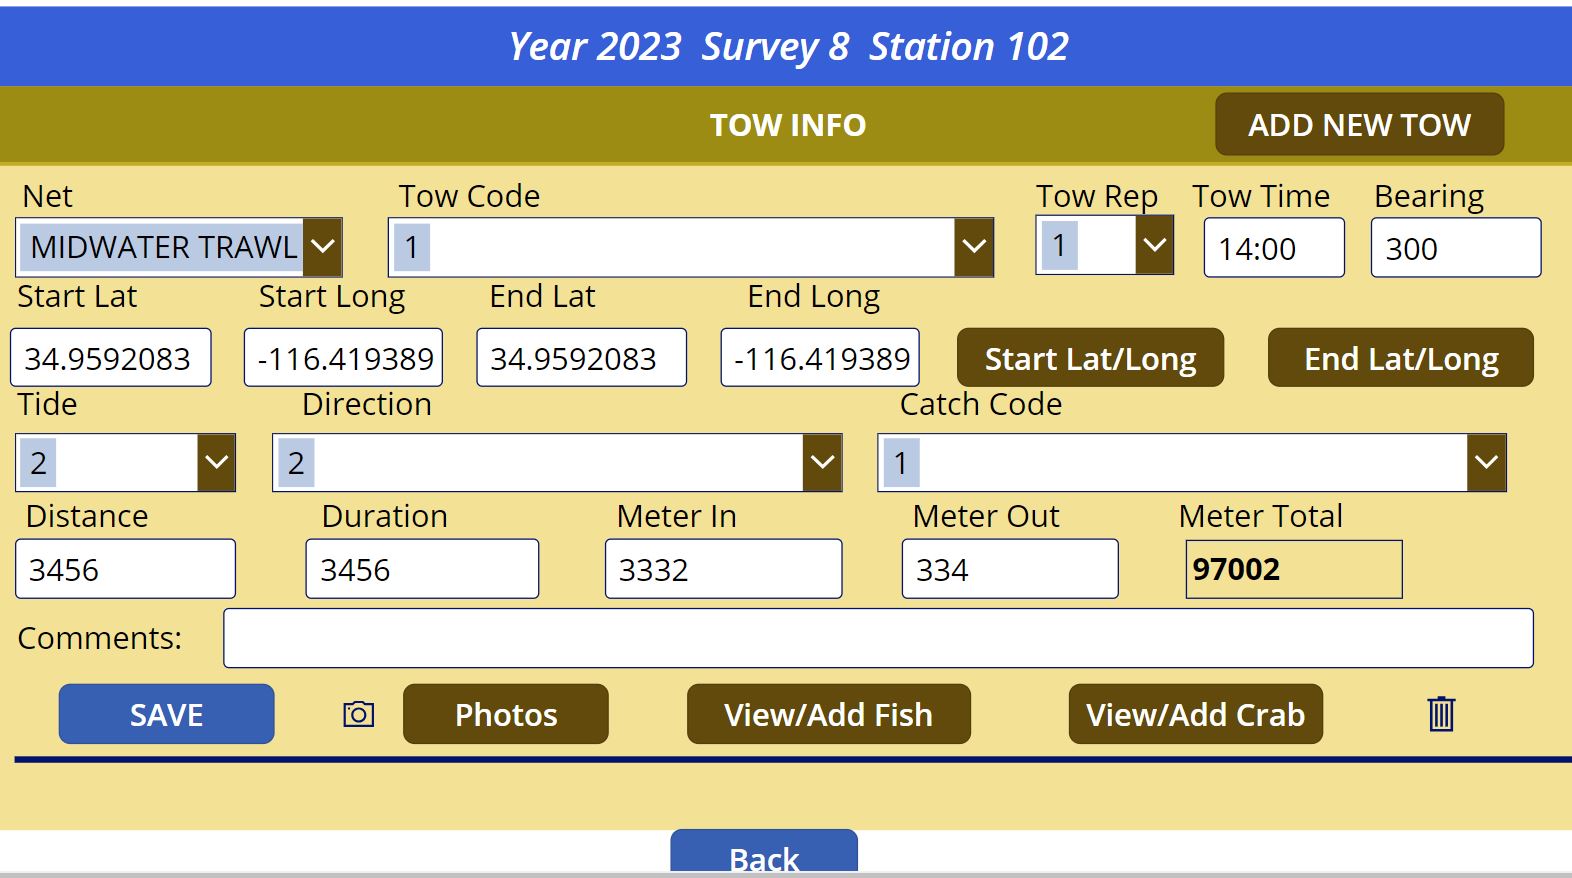 Year 2023 Survey 8 Station 102
TOW INFO ADD NEW TOW
Net Tow Code Tow Rep Tow Time Bearing
MIDWATER TRAWL 1 1 14:00 300
Start Lat Start Long End Lat End Long
34.9592083 -116.419389 34.9592083 -116.419389 Start Lat/Long End Lat/Long
Tide Direction Catch Code
2 2 1
Distance Duration Meter In Meter Out Meter Total
3456 3456 3332 334 97002
Comments:
SAVE Photos View/Add Fish View/Add Crab
Back